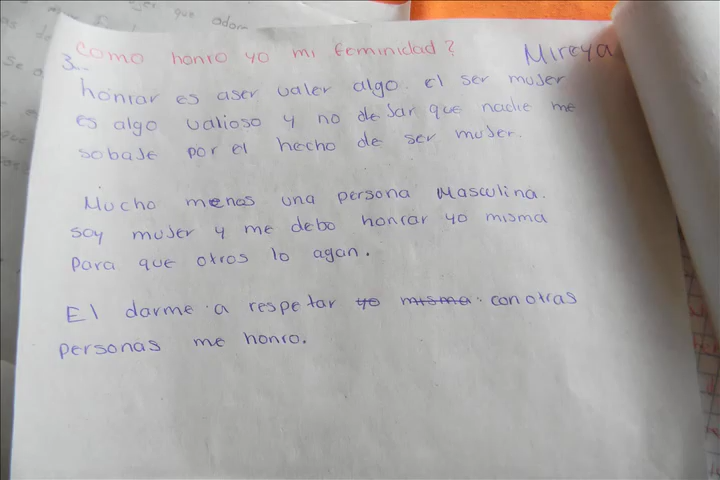 Como honro yo mi feminidad?
Mireya
3..
honrar es aser valer algo. el ser mujer
es algo valioso y no dejar que nadie me
sobaje por el hecho de ser mujer.
Mucho menos una persona Masculina.
soy mujer y me debo honrar yo misma
para que otros lo agan.
El darme a respetar yo misma con otras
personas me honro.
que adorn